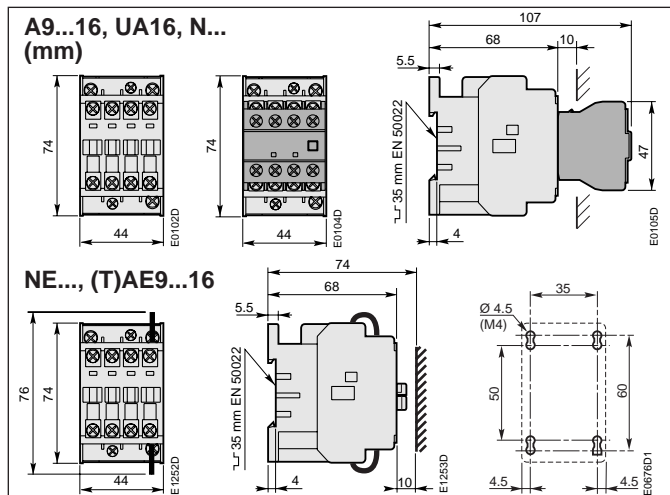 A9...16, UA16, N...
(mm)
107
68
10
5.5
74
74
35 mm EN 50022
47
44
E0102D
44
E0104D
4
E0105D
NE..., (T)AE9...16
74
68
5.5
35
Ø 4.5
(M4)
76
74
35 mm EN 50022
50
60
44
E1252D
4
10
E1253D
4.5
4.5
E0676D1